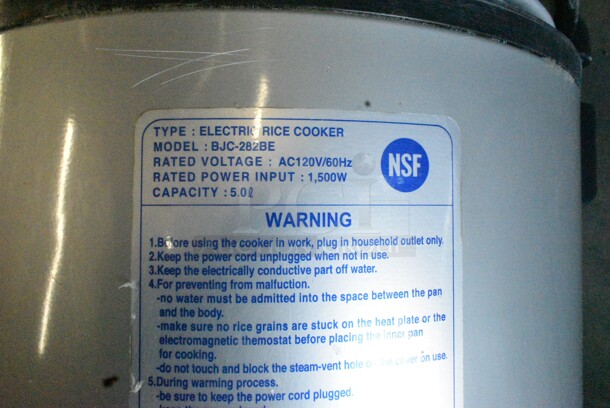 TYPE : ELECTRIC RICE COOKER
MODEL : BJC-282BE
RATED VOLTAGE : AC120V/60Hz
RATED POWER INPUT : 1,500W
CAPACITY : 5.0ℓ
NSF
WARNING
1.Before using the cooker in work, plug in household outlet only.
2.Keep the power cord unplugged when not in use.
3.Keep the electrically conductive part off water.
4.For preventing from malfuction.
-no water must be admitted into the space between the pan
and the body.
-make sure no rice grains are stuck on the heat plate or the
electromagnetic themostat before placing the inner pan
for cooking.
-do not touch and block the steam-vent hole on the cover on use.
5.During warming process.
-be sure to keep the power cord plugged.